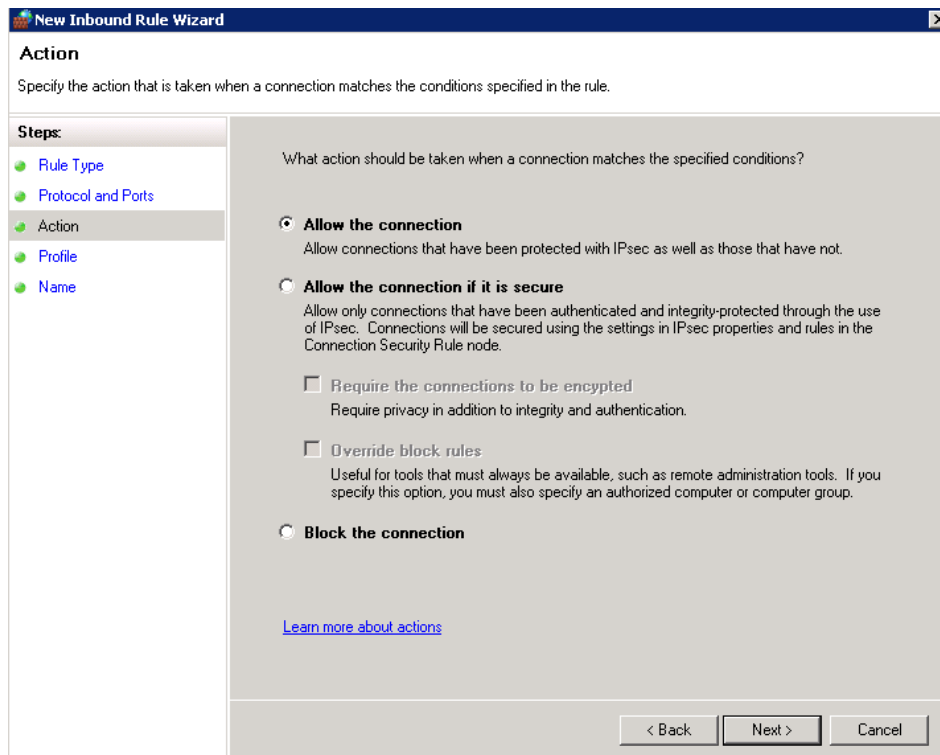 New Inbound Rule Wizard
Action
Specify the action that is taken when a connection matches the conditions specified in the rule.
Steps:
Rule Type
Protocol and Ports
Action
Profile
Name
What action should be taken when a connection matches the specified conditions?
Allow the connection
Allow connections that have been protected with IPsec as well as those that have not.
Allow the connection if it is secure
Allow only connections that have been authenticated and integrity-protected through the use
of IPsec. Connections will be secured using the settings in IPsec properties and rules in the
Connection Security Rule node.
Require the connections to be encypted
Require privacy in addition to integrity and authentication.
Override block rules
Useful for tools that must always be available, such as remote administration tools. If you
specify this option, you must also specify an authorized computer or computer group.
Block the connection
Learn more about actions
< Back Next > Cancel